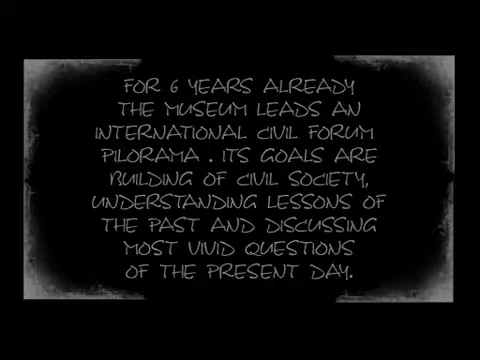 FOR 6 YEARS ALREADY
THE MUSEUM LEADS AN
INTERNATIONAL CIVIL FORUM
PILORAMA . ITS GOALS ARE
BUILDING OF CIVIL SOCIETY,
UNDERSTANDING LESSONS OF
THE PAST AND DISCUSSING
MOST VIVID QUESTIONS
OF THE PRESENT DAY.